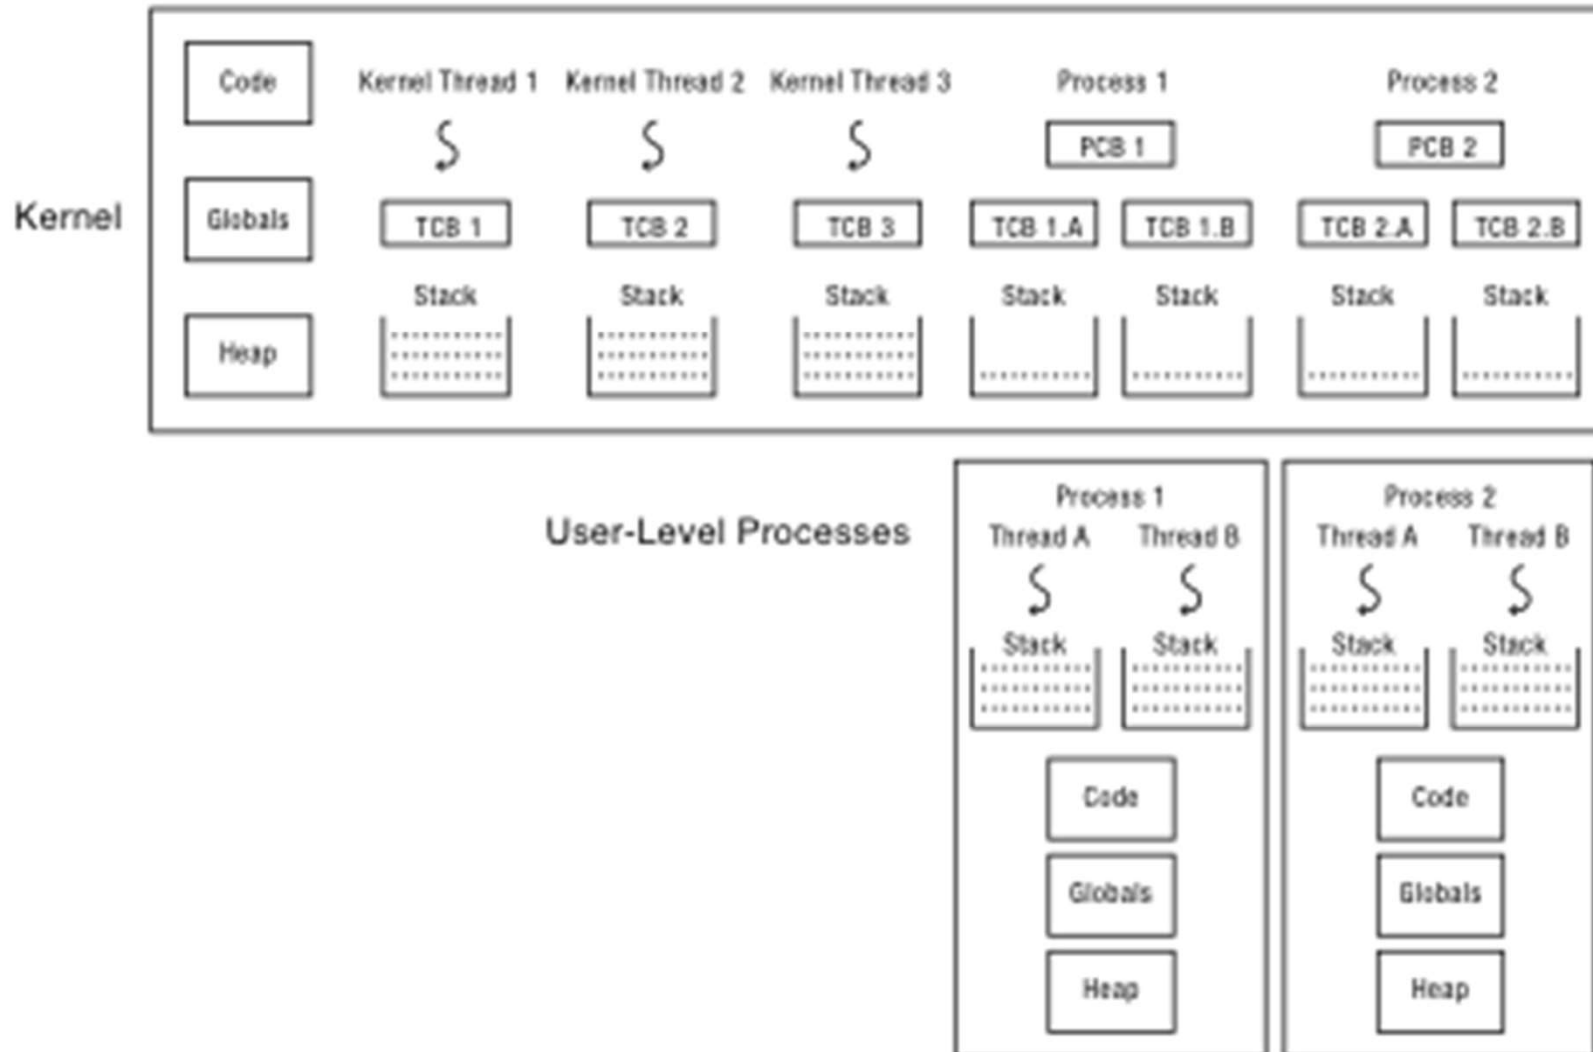 Code
Kernel Thread 1
Kernel Thread 2
Kernel Thread 3
Process 1
Process 2
PCB 1
PCB 2
Kernel
Globals
TCB 1
TCB 2
TCB 3
TCB 1.A
TCB 1.B
TCB 2.A
TCB 2.B
Stack
Stack
Stack
Stack
Stack
Stack
Stack
Heap
User-Level Processes
Process 1
Thread A
Thread B
Stack
Stack
Code
Globals
Heap
Process 2
Thread A
Thread B
Stack
Stack
Code
Globals
Heap